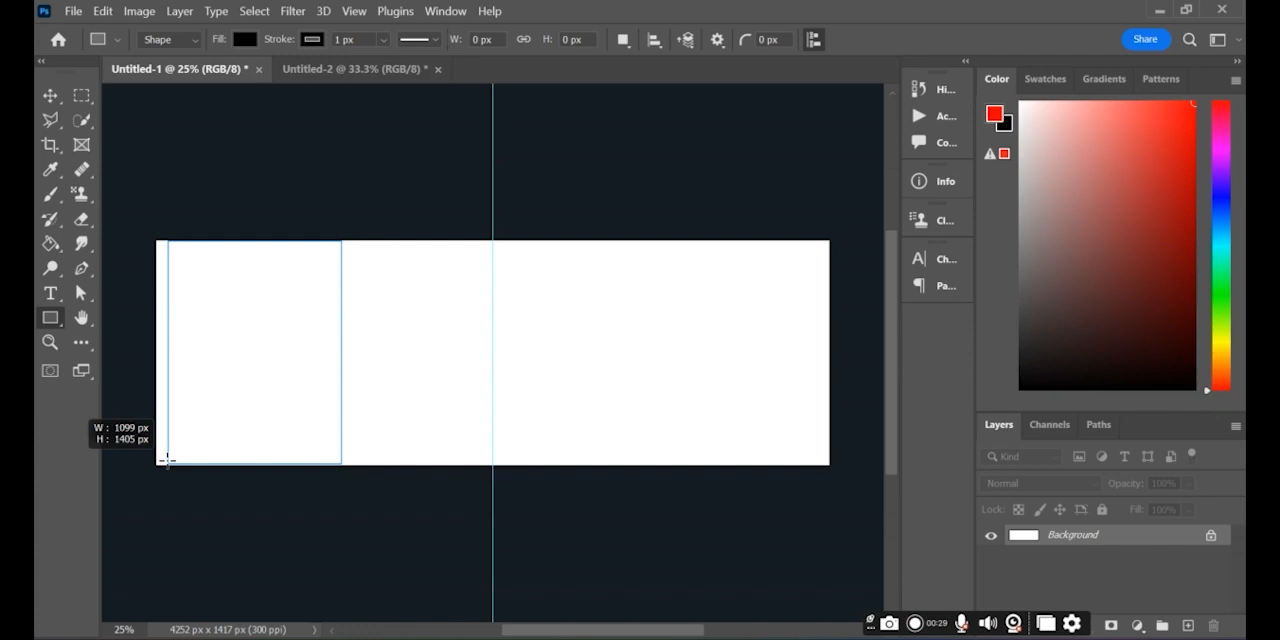 Ps File Edit Image Layer Type Select Filter 3D View Plugins Window Help
Shape Fill: Stroke: 1 px W: 0 px H: 0 px 0 px Share
Untitled-1 @ 25% (RGB/8) * × Untitled-2 @ 33.3% (RGB/8) * ×
Hi...
Ac...
Co...
Info
Cl...
Ch...
Pa...
Color Swatches Gradients Patterns
W : 1099 px
H : 1405 px
Layers Channels Paths
Kind
Normal Opacity: 100%
Lock: Fill: 100%
Background
25% 4252 px x 1417 px (300 ppi)
00:29